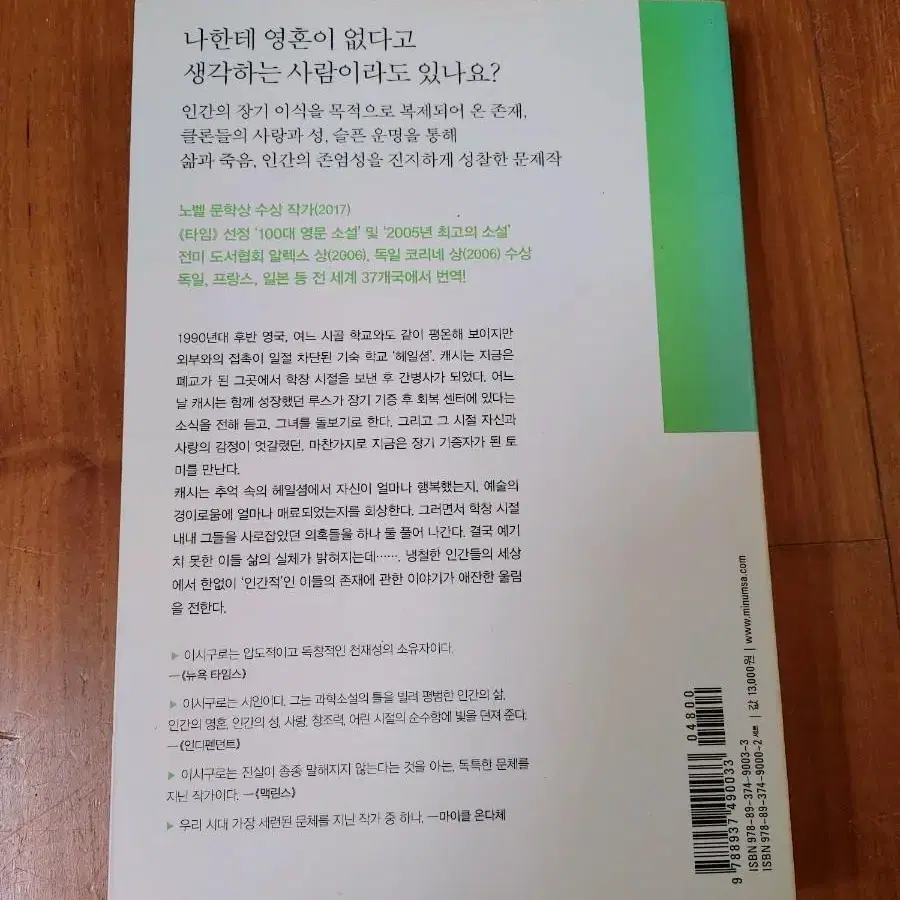 나한테 영혼이 없다고
생각하는 사람이라도 있나요?
인간의 장기 이식을 목적으로 복제되어 온 존재,
클론들의 사랑과 성, 슬픈 운명을 통해
삶과 죽음, 인간의 존엄성을 진지하게 성찰한 문제작
노벨 문학상 수상 작가(2017)
《타임》 선정 '100대 영문 소설' 및 '2005년 최고의 소설'
전미 도서협회 알렉스 상(2006), 독일 코리네 상(2006) 수상
독일, 프랑스, 일본 등 전 세계 37개국에서 번역!
1990년대 후반 영국, 여느 시골 학교와도 같이 평온해 보이지만
외부와의 접촉이 일절 차단된 기숙 학교 '헤일셤'. 캐시는 지금은
폐교가 된 그곳에서 학창 시절을 보낸 후 간병사가 되었다. 어느
날 캐시는 함께 성장했던 루스가 장기 기증 후 회복 센터에 있다는
소식을 전해 듣고, 그녀를 돌보기로 한다. 그리고 그 시절 자신과
사랑의 감정이 엇갈렸던, 마찬가지로 지금은 장기 기증자가 된 토
미를 만난다.
캐시는 추억 속의 헤일셤에서 자신이 얼마나 행복했는지, 예술의
경이로움에 얼마나 매료되었는지를 회상한다. 그러면서 학창 시절
내내 그들을 사로잡았던 의혹들을 하나 둘 풀어 나간다. 결국 예기
치 못한 이들 삶의 실체가 밝혀지는데……. 냉철한 인간들의 세상
에서 한없이 '인간적'인 이들의 존재에 관한 이야기가 애잔한 울림
을 전한다.
▶ 이시구로는 압도적이고 독창적인 천재성의 소유자이다.
—《뉴욕 타임스》
▶ 이시구로는 시인이다. 그는 과학소설의 틀을 빌려 평범한 인간의 삶,
인간의 영혼, 인간의 성, 사랑, 창조력, 어린 시절의 순수함에 빛을 던져 준다.
—《인디펜던트》
▶ 이시구로는 진실이 종종 말해지지 않는다는 것을 아는, 독특한 문체를
지닌 작가이다. —《맥린스》
▶ 우리 시대 가장 세련된 문체를 지닌 작가 중 하나. —마이클 온다체
04800
9 788937 490033
ISBN 978-89-374-9003-3
ISBN 978-89-374-9000-2 세트 | 값 13,000원 | www.minumsa.com